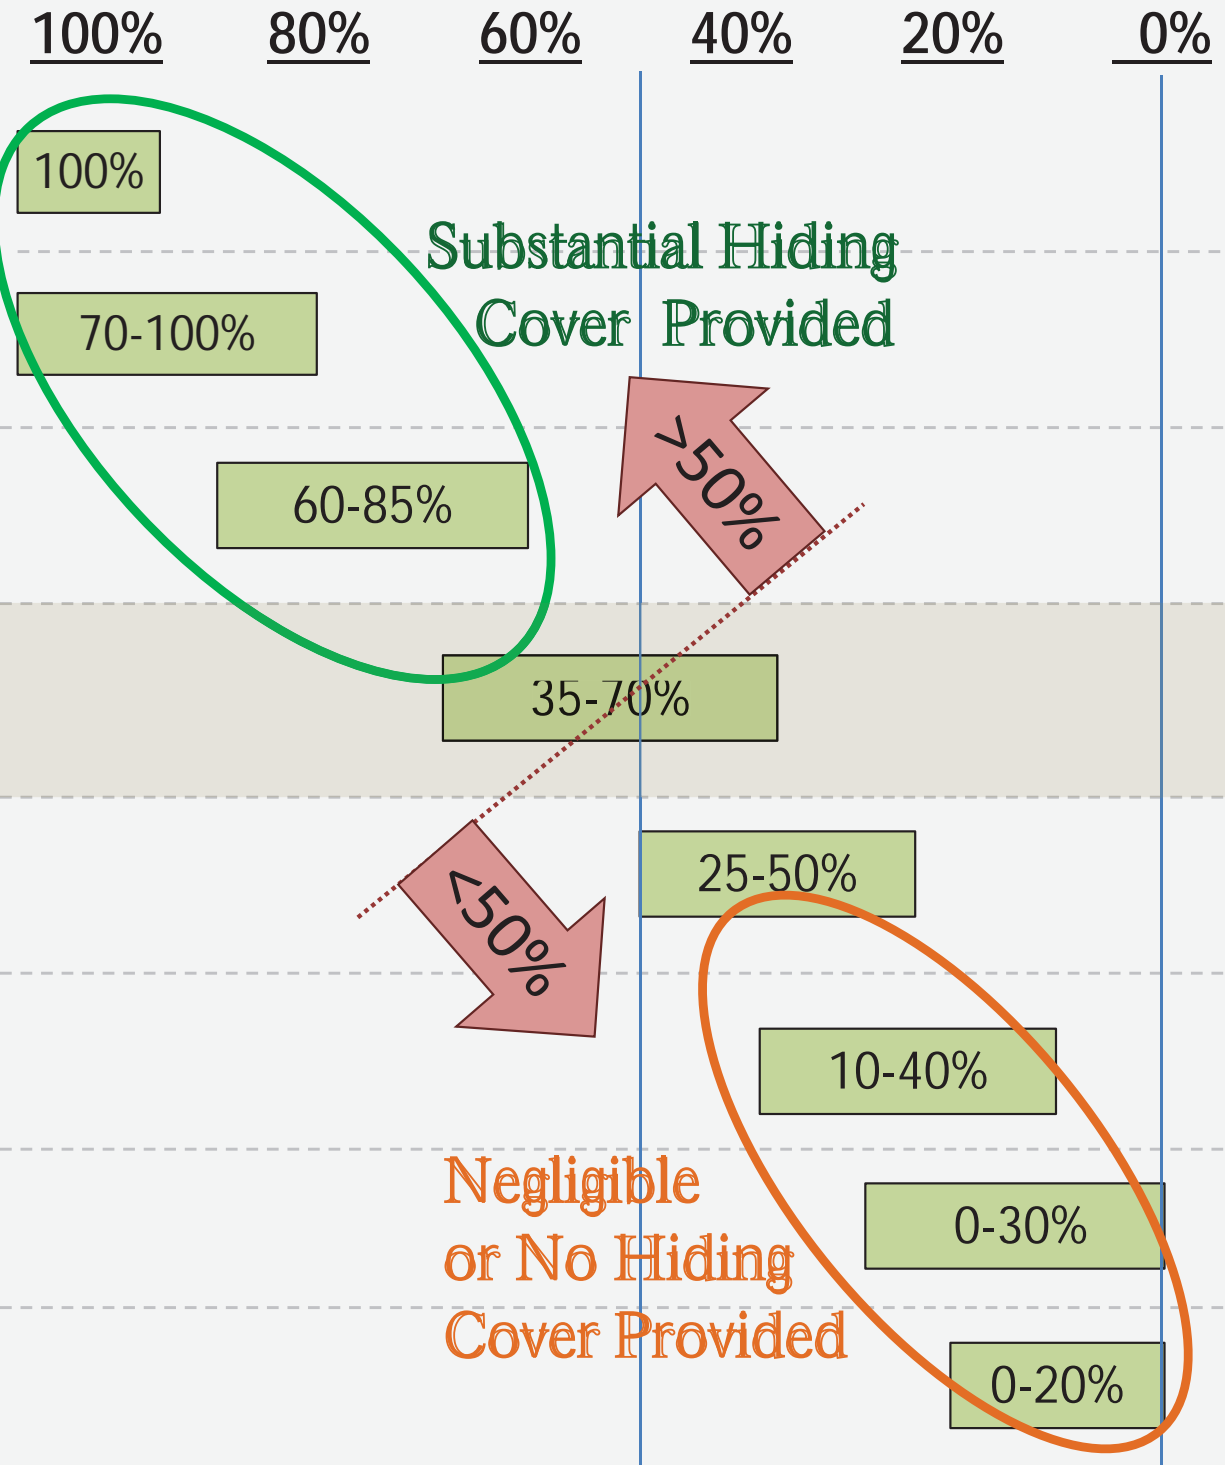 100% 80% 60% 40% 20% 0%
100%
Substantial Hiding
Cover Provided
70-100%
>50%
60-85%
35-70%
25-50%
<50%
10-40%
Negligible
or No Hiding
Cover Provided
0-30%
0-20%